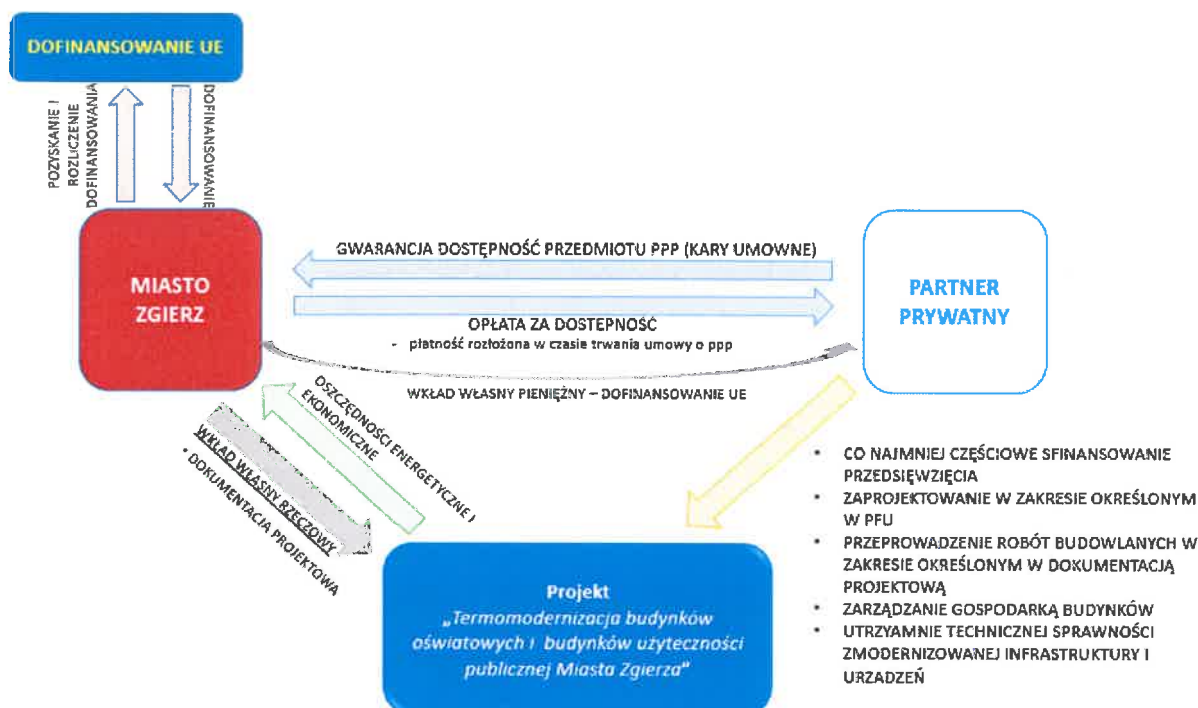 DOFINANSOWANIE UE
POZYSKANIE I
ROZLICZENIE
DOFINANSOWANIA
DOFINANSOWANIE
MIASTO
ZGIERZ
GWARANCJA DOSTĘPNOŚĆ PRZEDMIOTU PPP (KARY UMOWNE)
OPŁATA ZA DOSTEPNOŚĆ
- płatność rozłożona w czasie trwania umowy o ppp
WKŁAD WŁASNY PIENIĘŻNY – DOFINANSOWANIE UE
PARTNER
PRYWATNY
OSZCZĘDNOŚCI ENERGETYCZNE I
EKONOMICZNE
WKŁAD WŁASNY RZECZOWY
• DOKUMENTACJA PROJEKTOWA
Projekt
„Termomodernizacja budynków
oświatowych i budynków użyteczności
publicznej Miasta Zgierza”
• CO NAJMNIEJ CZĘŚCIOWE SFINANSOWANIE
PRZEDSIĘWZIĘCIA
• ZAPROJEKTOWANIE W ZAKRESIE OKREŚLONYM
W PFU
• PRZEPROWADZENIE ROBÓT BUDOWLANYCH W
ZAKRESIE OKREŚLONYM W DOKUMENTACJĄ
PROJEKTOWĄ
• ZARZĄDZANIE GOSPODARKĄ BUDYNKÓW
• UTRZYAMNIE TECHNICZNEJ SPRAWNOŚCI
ZMODERNIZOWANEJ INFRASTRUKTURY I
URZADZEŃ